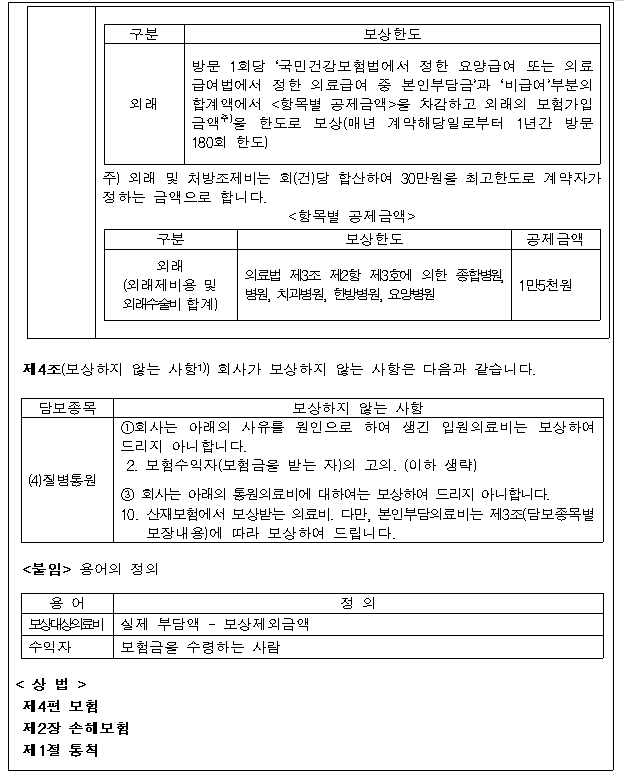 구분 보상한도
외래
방문 1회당 ‘국민건강보험법에서 정한 요양급여 또는 의료
급여법에서 정한 의료급여 중 본인부담금’과 ‘비급여’부분의
합계액에서 <항목별 공제금액>을 차감하고 외래의 보험가입
금액주)을 한도로 보상(매년 계약해당일로부터 1년간 방문
180회 한도)
주) 외래 및 처방조제비는 회(건)당 합산하여 30만원을 최고한도로 계약자가
정하는 금액으로 합니다.
<항목별 공제금액>
구분 보상한도 공제금액
외래
(외래제비용 및
외래수술비 합계)
의료법 제3조 제2항 제3호에 의한 종합병원,
병원, 치과병원, 한방병원, 요양병원
1만5천원
제4조(보상하지 않는 사항1)) 회사가 보상하지 않는 사항은 다음과 같습니다.
담보종목 보상하지 않는 사항
(4)질병통원
①회사는 아래의 사유를 원인으로 하여 생긴 입원의료비는 보상하여
드리지 아니합니다.
2. 보험수익자(보험금을 받는 자)의 고의. (이하 생략)
③ 회사는 아래의 통원의료비에 대하여는 보상하여 드리지 아니합니다.
10. 산재보험에서 보상받는 의료비. 다만, 본인부담의료비는 제3조(담보종목별
보장내용)에 따라 보상하여 드립니다.
<붙임> 용어의 정의
용 어 정 의
보상대상의료비 실제 부담액 - 보상제외금액
수익자 보험금을 수령하는 사람
< 상 법 >
제4편 보험
제2장 손해보험
제1절 통칙